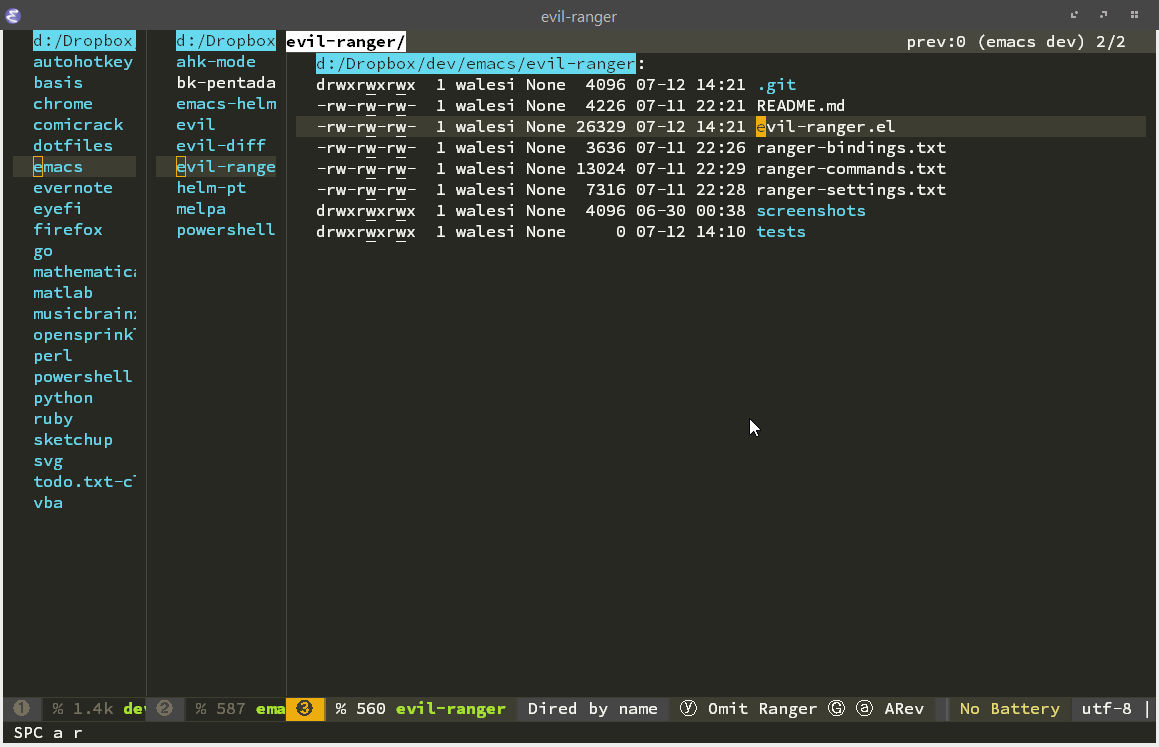 evil-ranger
d:/Dropbox
autohotkey
basis
chrome
comicrack
dotfiles
emacs
evernote
eyefi
firefox
go
mathematica
matlab
musicbrain
opensprink
perl
powershell
python
ruby
sketchup
svg
todo.txt-c
vba
d:/Dropbox
ahk-mode
bk-pentada
emacs-helm
evil
evil-diff
evil-range
helm-pt
melpa
powershell
evil-ranger/ prev:0 (emacs dev) 2/2
d:/Dropbox/dev/emacs/evil-ranger:
drwxrwxrwx 1 walesi None 4096 07-12 14:21 .git
-rw-rw-rw- 1 walesi None 4226 07-11 22:21 README.md
-rw-rw-rw- 1 walesi None 26329 07-12 14:21 evil-ranger.el
-rw-rw-rw- 1 walesi None 3636 07-11 22:26 ranger-bindings.txt
-rw-rw-rw- 1 walesi None 13024 07-11 22:29 ranger-commands.txt
-rw-rw-rw- 1 walesi None 7316 07-11 22:28 ranger-settings.txt
drwxrwxrwx 1 walesi None 4096 06-30 00:38 screenshots
drwxrwxrwx 1 walesi None 0 07-12 14:10 tests
❶ % 1.4k dev ❷ % 587 ema ❸ % 560 evil-ranger Dired by name ⓨ Omit Ranger Ⓖ ⓐ ARev | No Battery utf-8 |
SPC a r